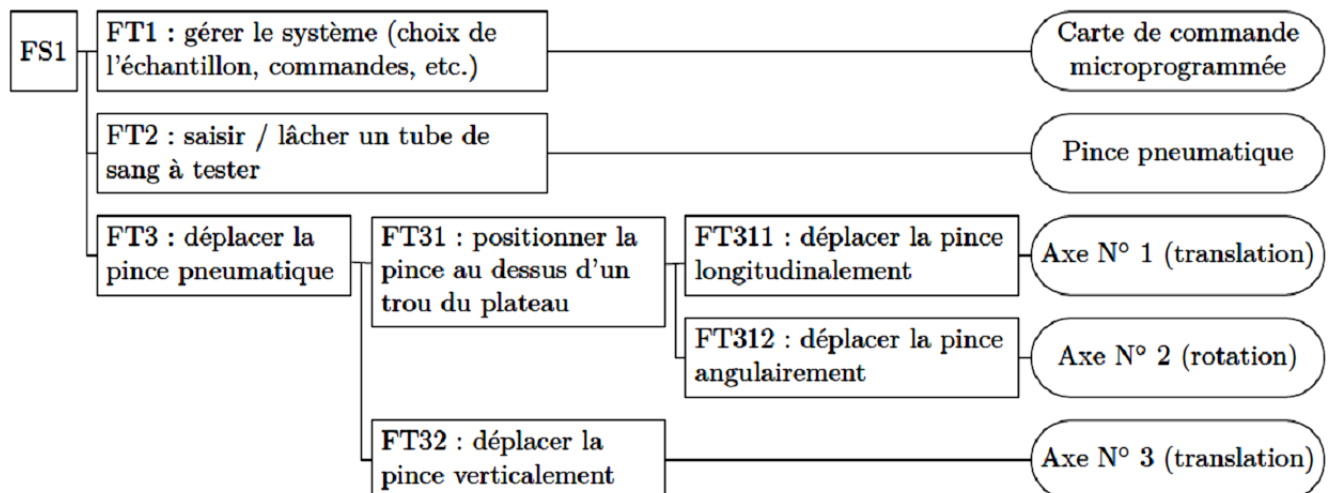 FS1
FT1 : gérer le système (choix de
l'échantillon, commandes, etc.)
Carte de commande
microprogrammée
FT2 : saisir / lâcher un tube de
sang à tester
Pince pneumatique
FT3 : déplacer la
pince pneumatique
FT31 : positionner la
pince au dessus d'un
trou du plateau
FT311 : déplacer la pince
longitudinalement
Axe N° 1 (translation)
FT312 : déplacer la pince
angulairement
Axe N° 2 (rotation)
FT32 : déplacer la
pince verticalement
Axe N° 3 (translation)